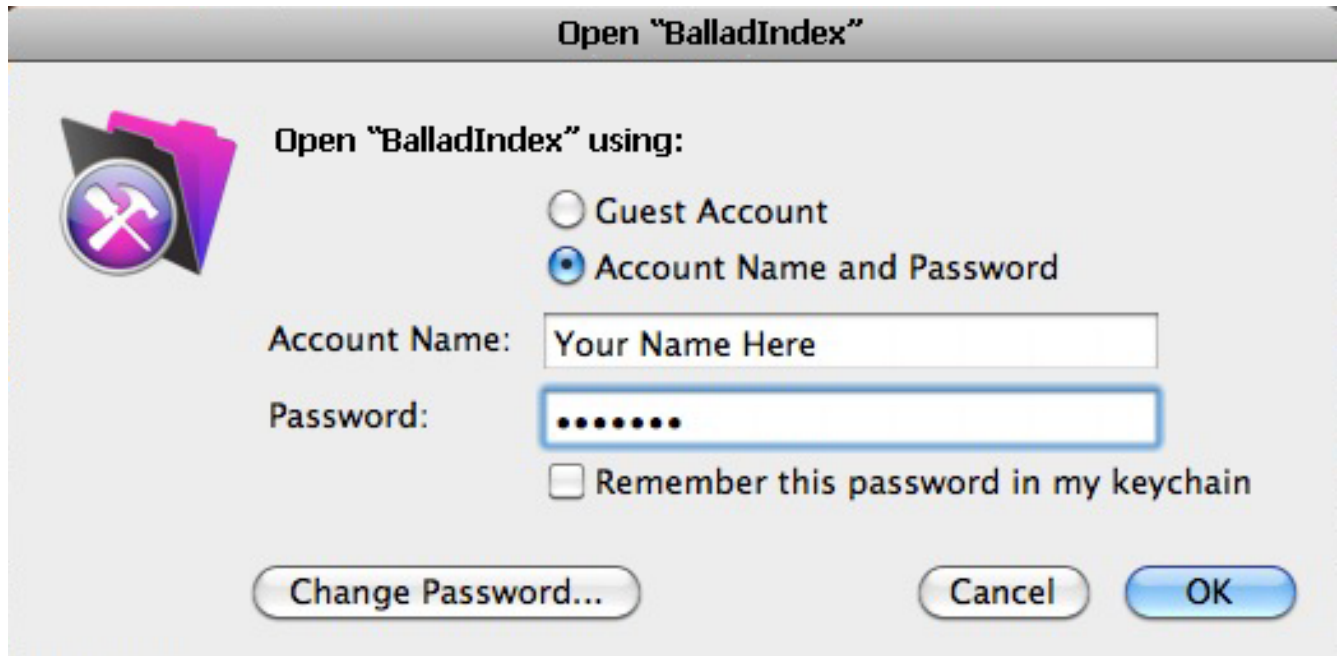 Open “BalladIndex”
Open “BalladIndex” using:
Guest Account
Account Name and Password
Account Name: Your Name Here
Password: •••••••
Remember this password in my keychain
Change Password... Cancel OK